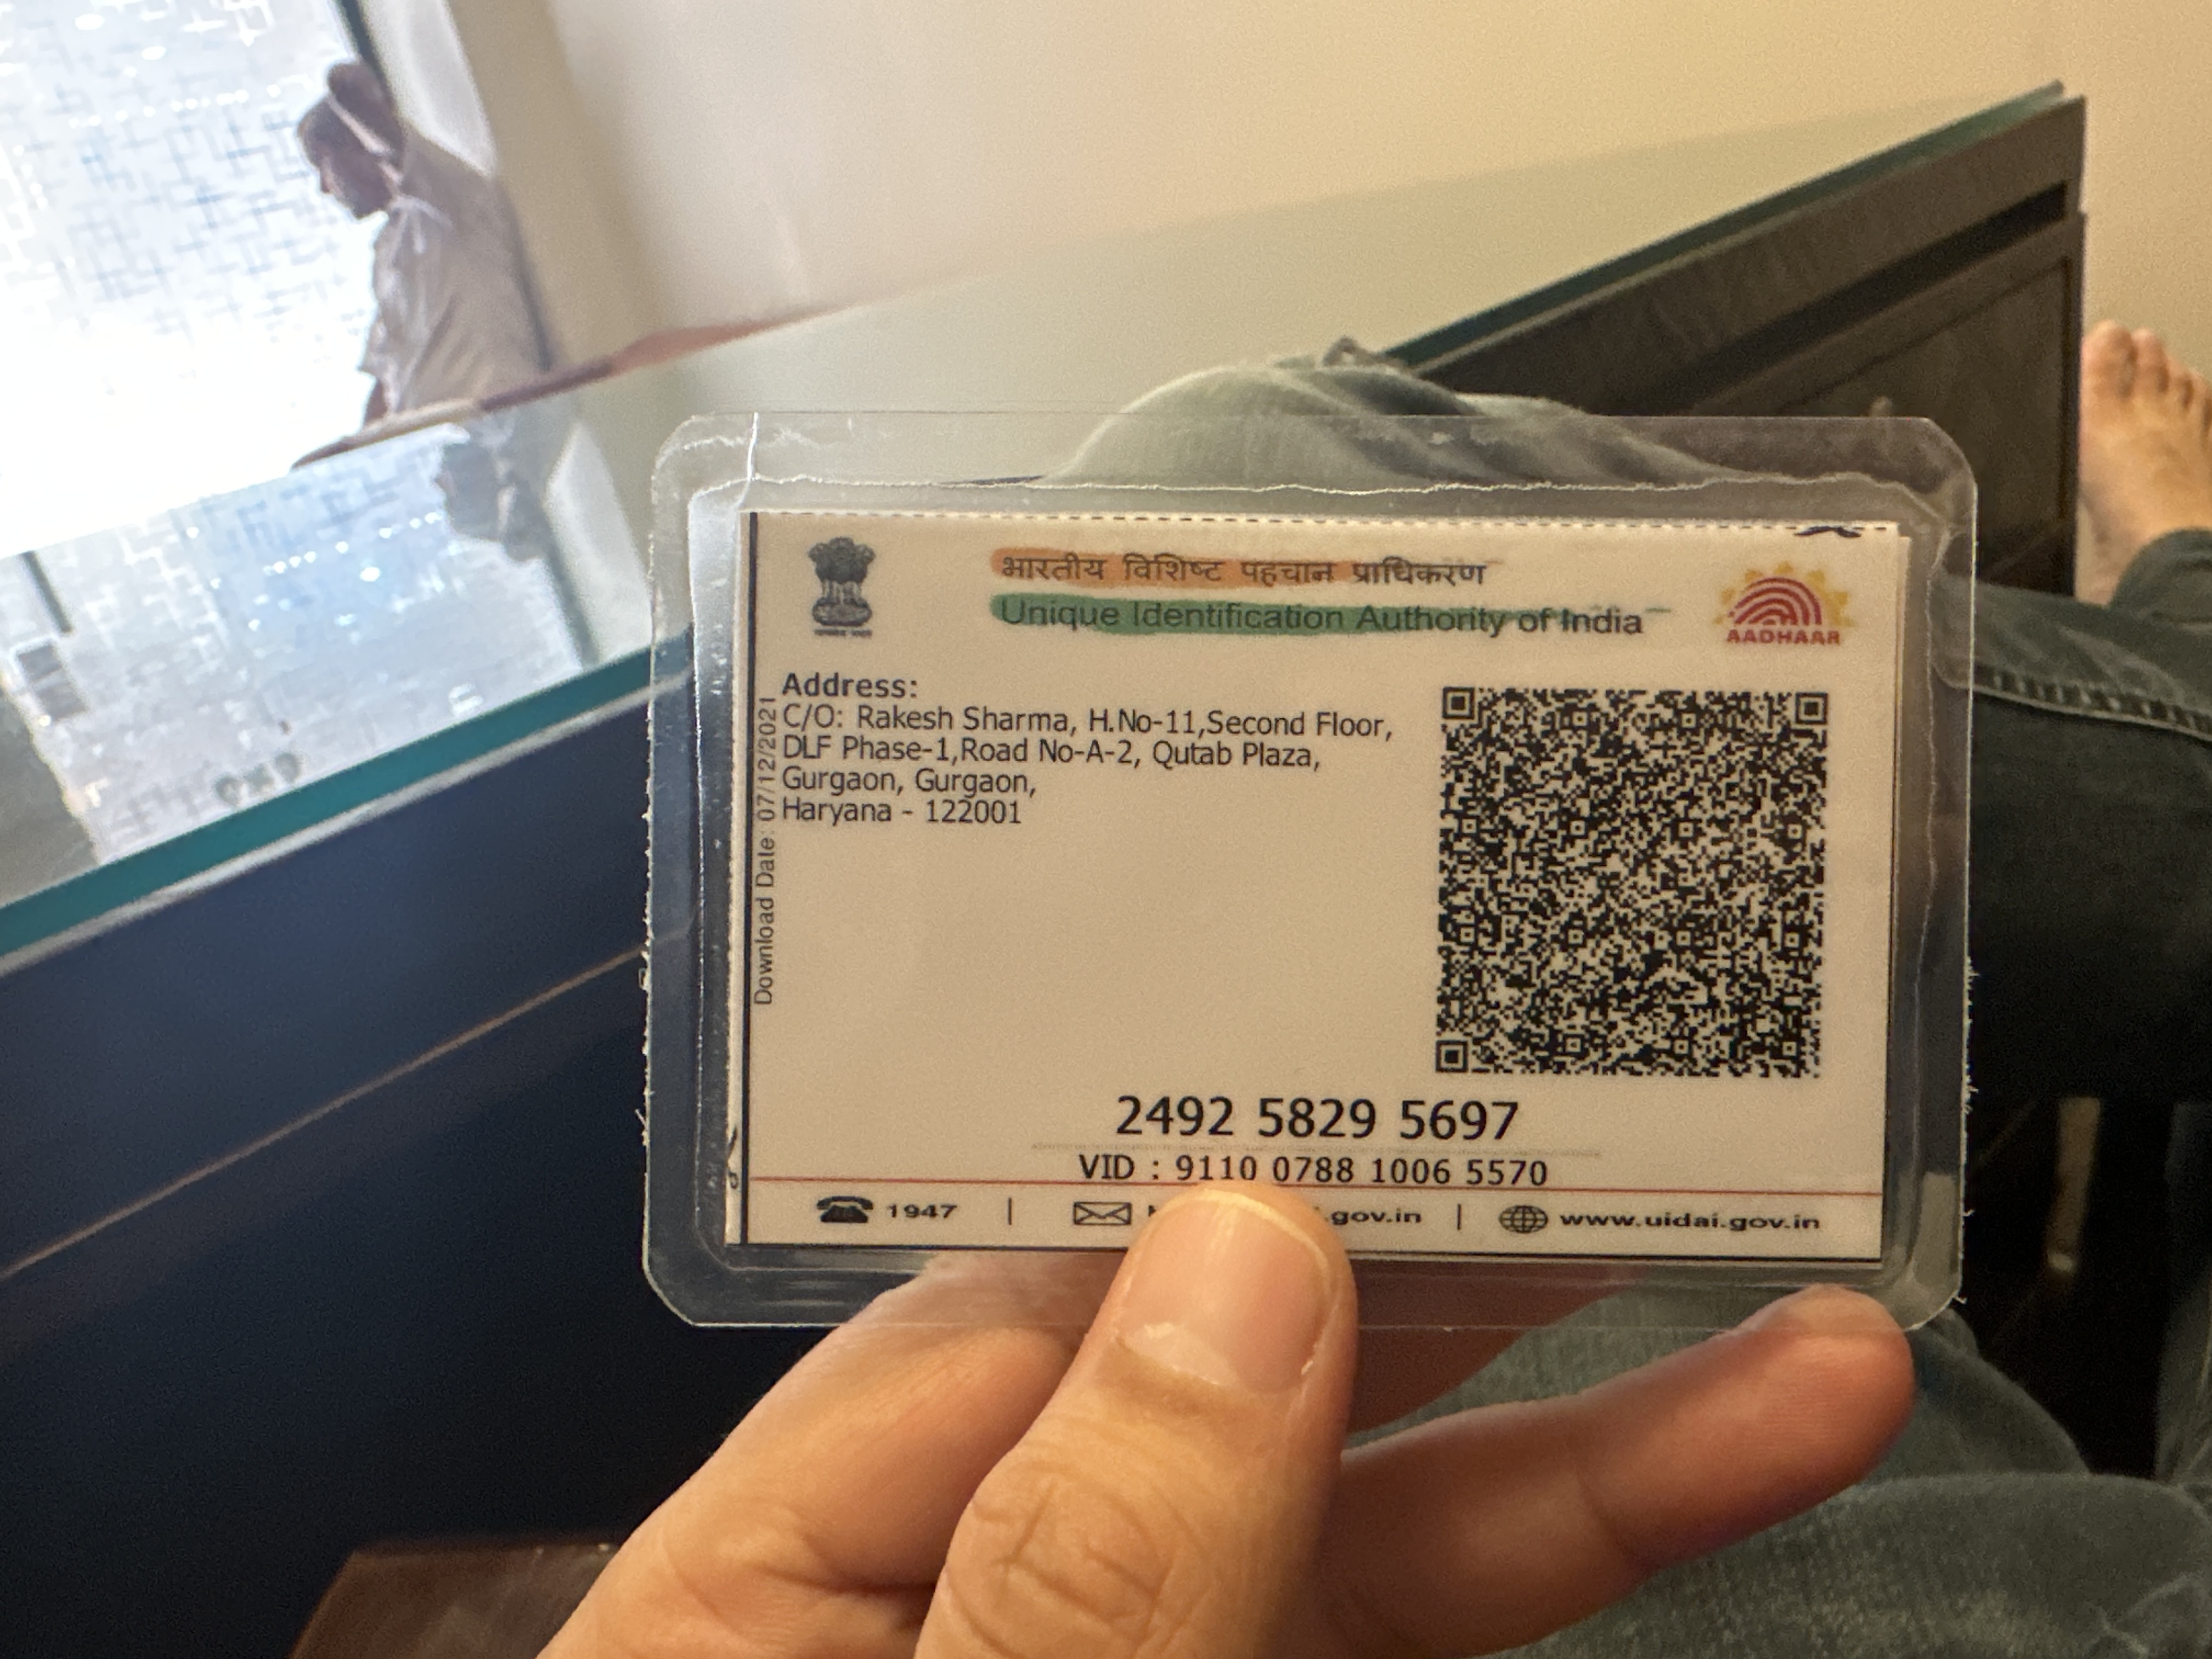 भारतीय विशिष्ट पहचान प्राधिकरण
Unique Identification Authority of India
AADHAAR
Address:
C/O: Rakesh Sharma, H.No-11,Second Floor,
DLF Phase-1,Road No-A-2, Qutab Plaza,
Gurgaon, Gurgaon,
Haryana - 122001
Download Date: 07/12/2021
2492 5829 5697
VID : 9110 0788 1006 5570
1947 | .gov.in | www.uidai.gov.in